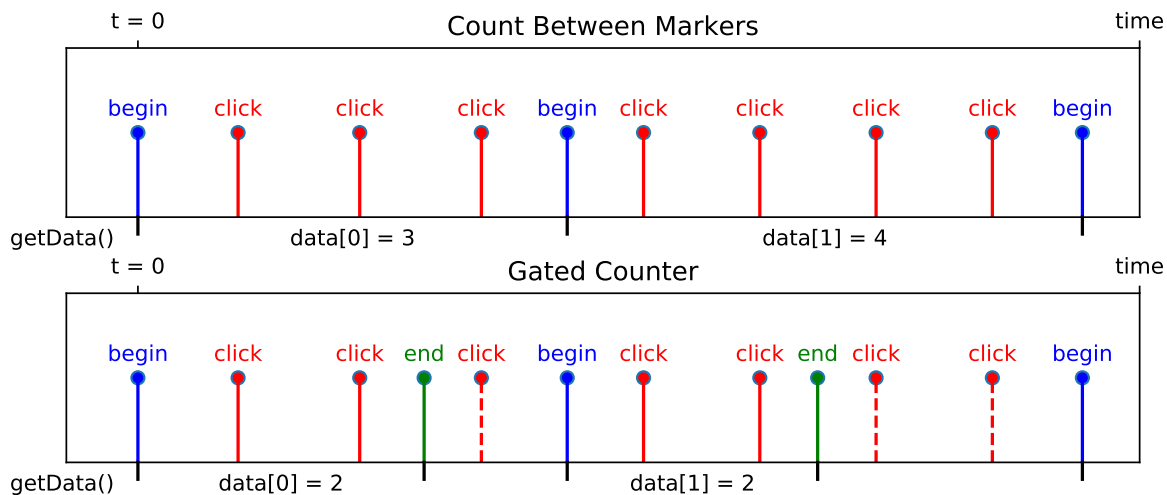 t = 0 Count Between Markers time
begin click click click begin click click click click begin
getData() data[0] = 3 data[1] = 4
t = 0 Gated Counter time
begin click click end click begin click click end click click begin
getData() data[0] = 2 data[1] = 2